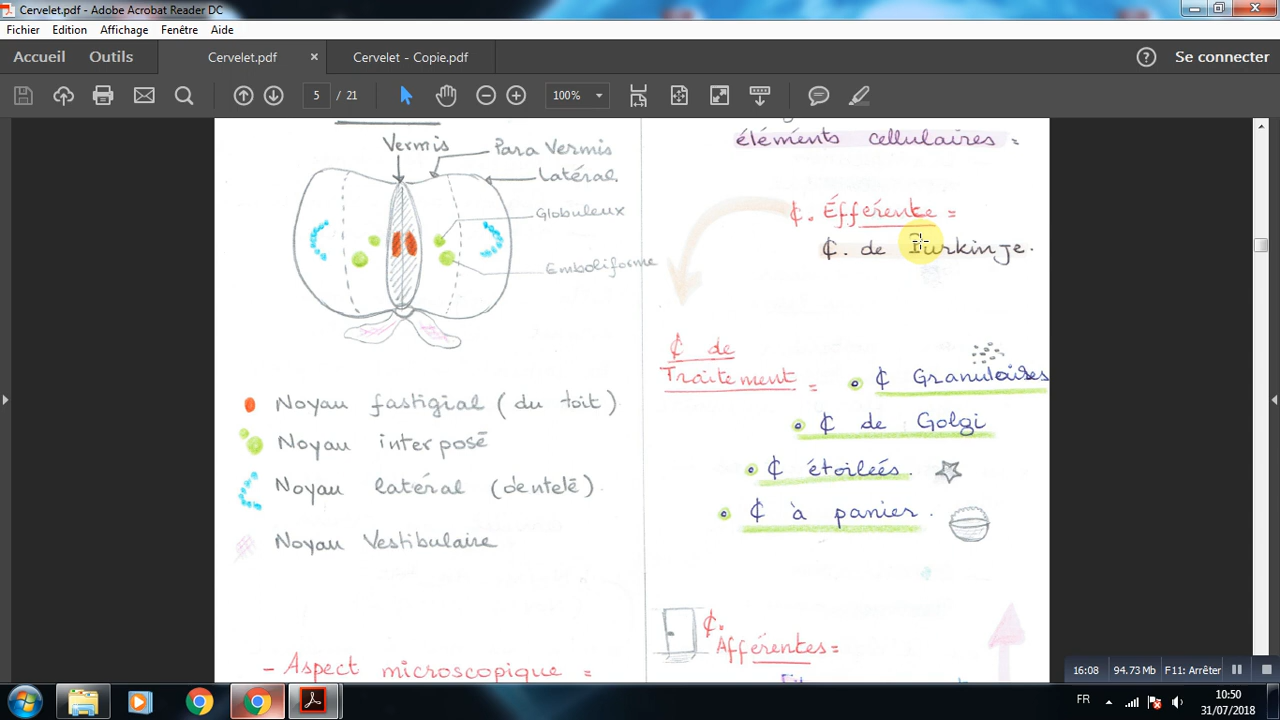 Cervelet.pdf - Adobe Acrobat Reader DC
Fichier Edition Affichage Fenêtre Aide
Accueil Outils Cervelet.pdf × Cervelet - Copie.pdf ? Se connecter
5 / 21 100%
Vermis
Para Vermis
Latéral.
Globuleux
Emboliforme
Noyau fastigial (du toit)
Noyau interposé
Noyau latéral (dentelé).
Noyau Vestibulaire
- Aspect microscopique =
éléments cellulaires =
¢. Éfférente =
¢. de Purkinje.
¢ de
Traitement =
¢ Granulaires
¢ de Golgi
¢ étoileés.
¢ à panier.
¢.
Afférentes =
16:08 94.73 Mb F11: Arrêter
FR
10:50
31/07/2018